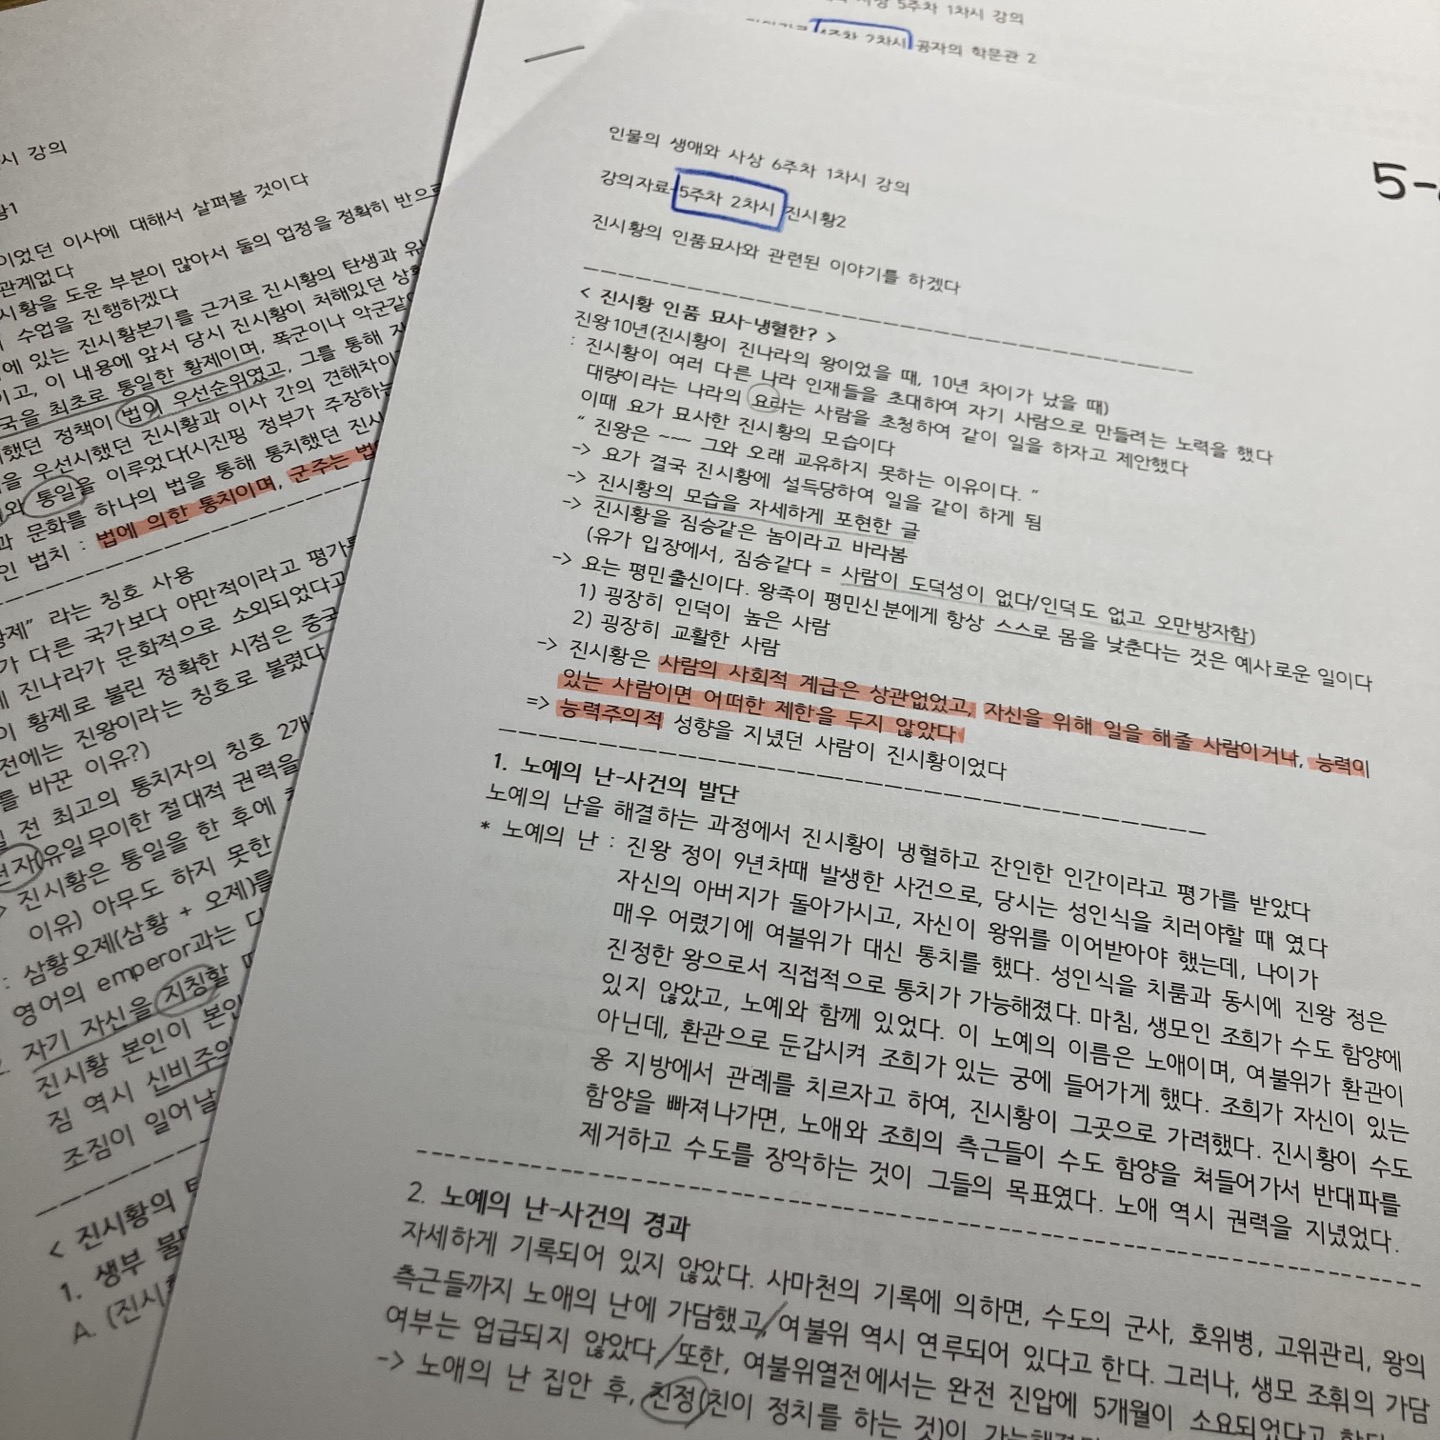 사상 5주차 1차시 강의
4주차 2차시 공자의 학문관 2
5-
인물의 생애와 사상 6주차 1차시 강의
강의자료-5주차 2차시 진시황2
진시황의 인품묘사와 관련된 이야기를 하겠다
< 진시황 인품 묘사-냉혈한? >
진왕10년(진시황이 진나라의 왕이었을 때, 10년 차이가 났을 때)
: 진시황이 여러 다른 나라 인재들을 초대하여 자기 사람으로 만들려는 노력을 했다
대량이라는 나라의 요라는 사람을 초청하여 같이 일을 하자고 제안했다
이때 요가 묘사한 진시황의 모습이다
“ 진왕은 ~~~ 그와 오래 교유하지 못하는 이유이다. ”
-> 요가 결국 진시황에 설득당하여 일을 같이 하게 됨
-> 진시황의 모습을 자세하게 포현한 글
-> 진시황을 짐승같은 놈이라고 바라봄
(유가 입장에서, 짐승같다 = 사람이 도덕성이 없다/인덕도 없고 오만방자함)
-> 요는 평민출신이다. 왕족이 평민신분에게 항상 스스로 몸을 낮춘다는 것은 예사로운 일이다
1) 굉장히 인덕이 높은 사람
2) 굉장히 교활한 사람
-> 진시황은 사람의 사회적 계급은 상관없었고, 자신을 위해 일을 해줄 사람이거나, 능력이
있는 사람이면 어떠한 제한을 두지 않았다
=> 능력주의적 성향을 지녔던 사람이 진시황이었다
1. 노예의 난-사건의 발단
노예의 난을 해결하는 과정에서 진시황이 냉혈하고 잔인한 인간이라고 평가를 받았다
* 노예의 난 : 진왕 정이 9년차때 발생한 사건으로, 당시는 성인식을 치러야할 때 였다
자신의 아버지가 돌아가시고, 자신이 왕위를 이어받아야 했는데, 나이가
매우 어렸기에 여불위가 대신 통치를 했다. 성인식을 치룸과 동시에 진왕 정은
진정한 왕으로서 직접적으로 통치가 가능해졌다. 마침, 생모인 조희가 수도 함양에
있지 않았고, 노예와 함께 있었다. 이 노예의 이름은 노애이며, 여불위가 환관이
아닌데, 환관으로 둔갑시켜 조희가 있는 궁에 들어가게 했다. 조희가 자신이 있는
옹 지방에서 관례를 치르자고 하여, 진시황이 그곳으로 가려했다. 진시황이 수도
함양을 빠져나가면, 노애와 조희의 측근들이 수도 함양을 쳐들어가서 반대파를
제거하고 수도를 장악하는 것이 그들의 목표였다. 노애 역시 권력을 지녔었다.
2. 노예의 난-사건의 경과
자세하게 기록되어 있지 않았다. 사마천의 기록에 의하면, 수도의 군사, 호위병, 고위관리, 왕의
측근들까지 노애의 난에 가담했고, 여불위 역시 연루되어 있다고 한다. 그러나, 생모 조휘의 가담
여부는 업급되지 않았다/또한, 여불위열전에서는 완전 진압에 5개월이 소요되었다고
-> 노애의 난 집안 후, 친정(친이 정치를 하는 것)이
강의
이었던 이사에 대해서 살펴볼 것이다
시황을 도운 부분이 많아서 둘의 업정을 정확히 반으로
관계없다
수업을 진행하겠다
에 있는 진시황본기를 근거로 진시황의 탄생과
이고, 이 내용에 앞서 당시 진시황이 처해있던
국을 최초로 통일한 황제이며, 폭군이나
했던 정책이 법의 우선순위였고, 그를 통해
을 우선시했던 진시황과 이사 간의 견해차이
와 통일을 이루었다(시진핑 정부가 주장하는
과 문화를 하나의 법을 통해 통치했던
인 법치 : 법에 의한 통치이며, 군주는
라는 칭호 사용
가 다른 국가보다 야만적이라고 평가를
진나라가 문화적으로 소외되었다고
이 황제로 불린 정확한 시점은 중국
전에는 진왕이라는 칭호로 불렸다
를 바꾼 이유?)
전 최고의 통치자의 칭호 2개
천자(유일무이한 절대적 권력을
진시황은 통일을 한 후에
이유) 아무도 하지 못한
: 삼황오제(삼황 + 오제)를
영어의 emperor과는
자기 자신을 지칭할
진시황 본인이
짐 역시 신비주의
조짐이 일어날
< 진시황의
1. 생부
A. (진시